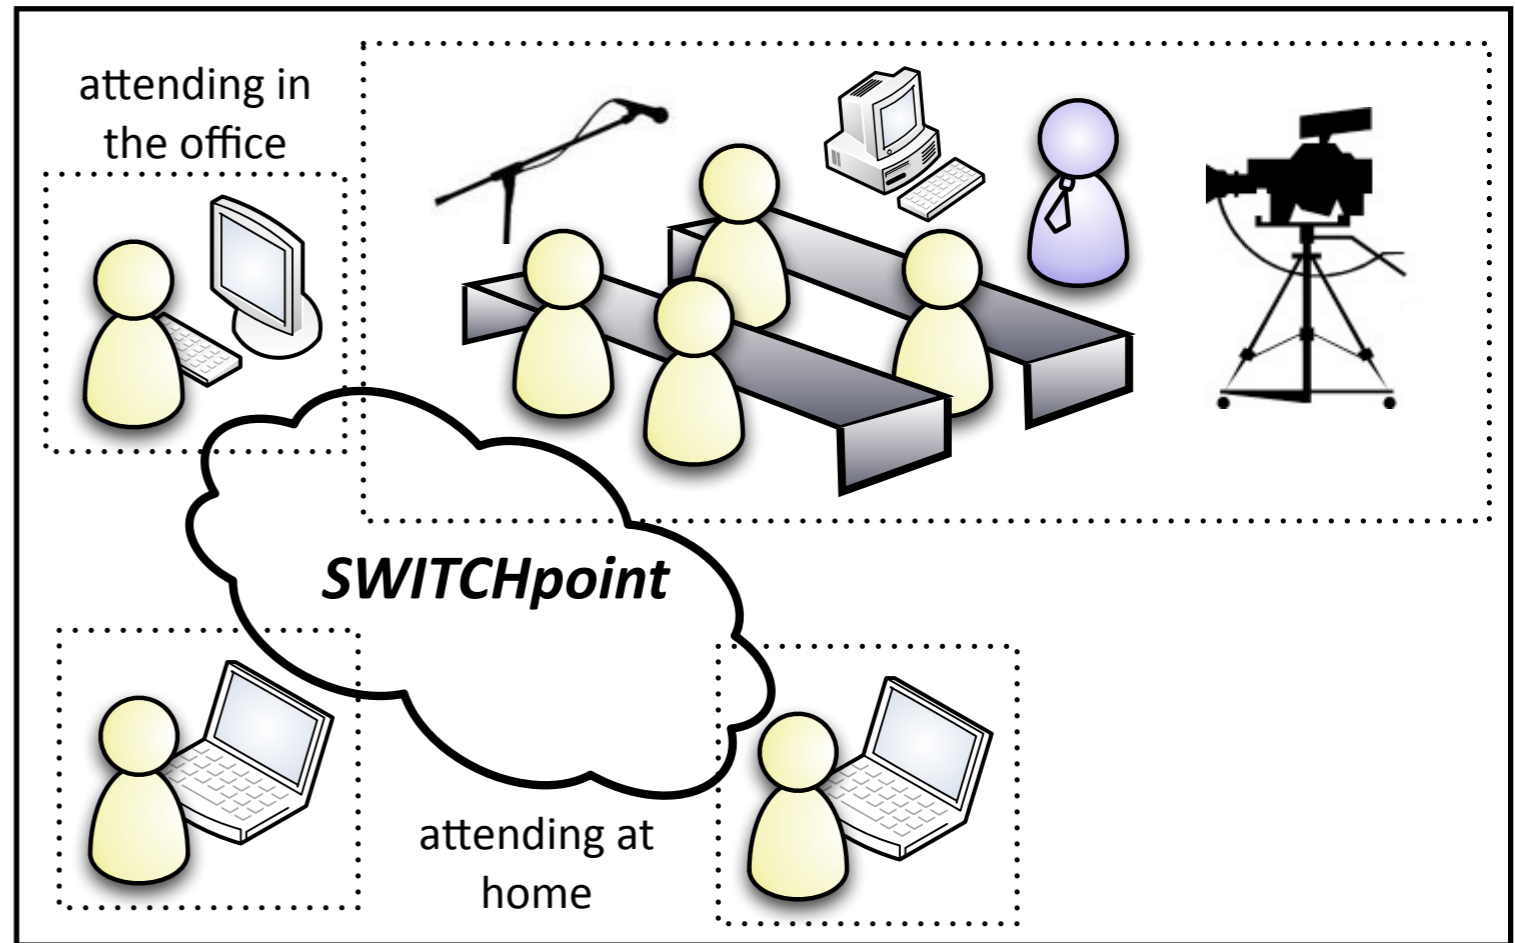 attending in
the office
SWITCHpoint
attending at
home